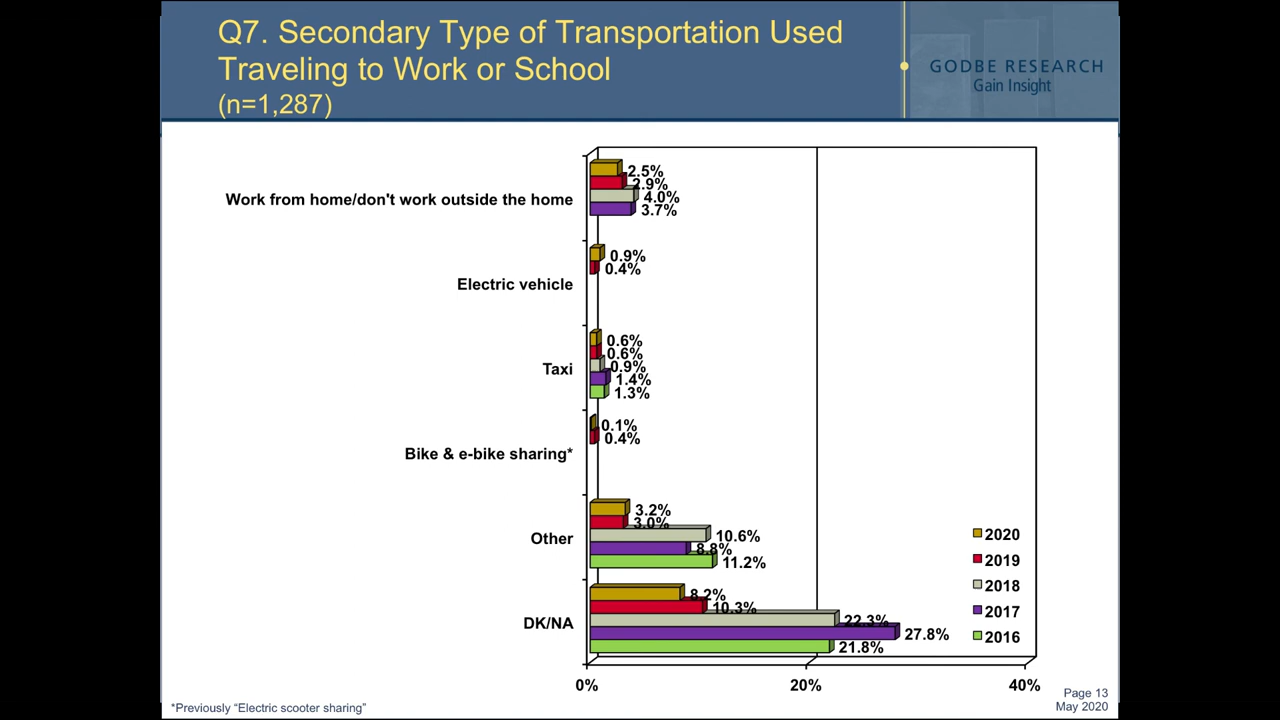 Q7. Secondary Type of Transportation Used
Traveling to Work or School
(n=1,287)
GODBE RESEARCH
Gain Insight
Work from home/don't work outside the home
2.5%
2.9%
4.0%
3.7%
Electric vehicle
0.9%
0.4%
Taxi
0.6%
0.6%
0.9%
1.4%
1.3%
Bike & e-bike sharing*
0.1%
0.4%
Other
3.2%
3.0%
10.6%
8.8%
11.2%
DK/NA
8.2%
10.3%
22.3%
27.8%
21.8%
2020
2019
2018
2017
2016
0%
20%
40%
*Previously “Electric scooter sharing”
Page 13
May 2020